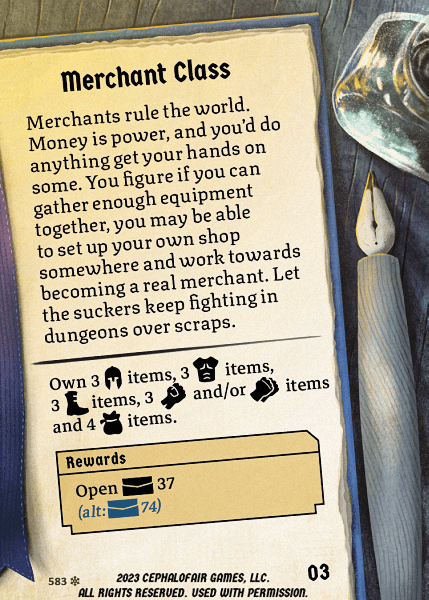 Merchant Class
Merchants rule the world.
Money is power, and you'd do
anything get your hands on
some. You figure if you can
gather enough equipment
together, you may be able
to set up your own shop
somewhere and work towards
becoming a real merchant. Let
the suckers keep fighting in
dungeons over scraps.
Own 3 items, 3 items,
3 items, 3 and/or items
and 4 items.
Rewards
Open 37
(alt: 74)
583
03
2023 CEPHALOFAIR GAMES, LLC.
ALL RIGHTS RESERVED. USED WITH PERMISSION.